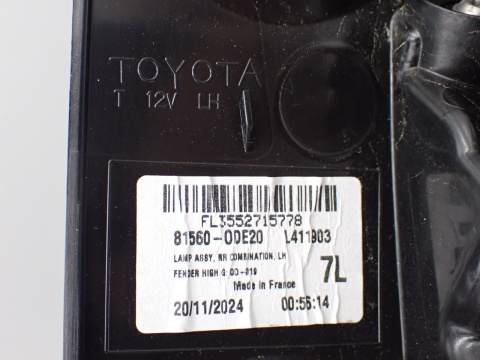 TOYOTA
T 12V LH
FL3552715778
81560-0DE20 L411903
LAMP ASSY, RR COMBINATION, LH
FENDER HIGH G: 00-319 7L
Made in France
20/11/2024 00:55:14